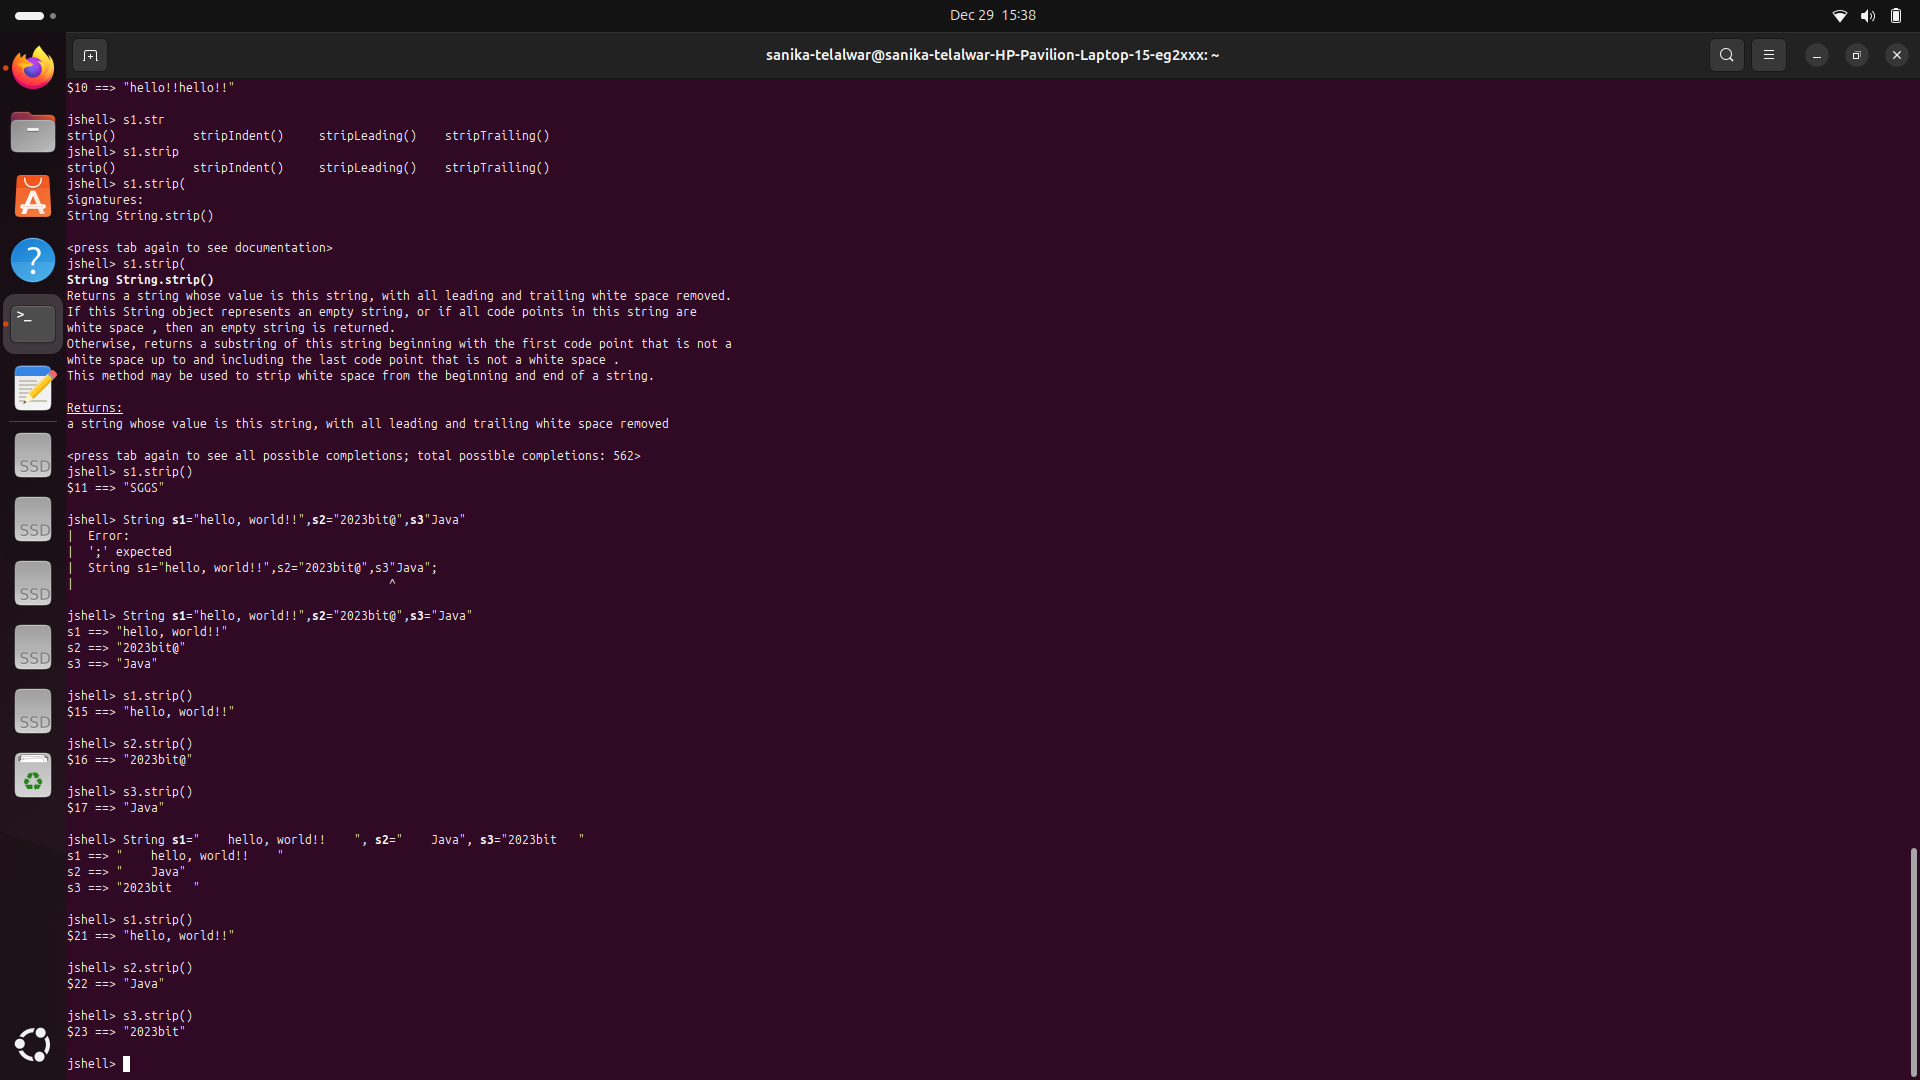 Dec 29 15:38
sanika-telalwar@sanika-telalwar-HP-Pavilion-Laptop-15-eg2xxx: ~
$10 ==> "hello!!hello!!"
jshell> s1.str
strip()           stripIndent()     stripLeading()    stripTrailing()
jshell> s1.strip
strip()           stripIndent()     stripLeading()    stripTrailing()
jshell> s1.strip(
Signatures:
String String.strip()
<press tab again to see documentation>
jshell> s1.strip(
String String.strip()
Returns a string whose value is this string, with all leading and trailing white space removed.
If this String object represents an empty string, or if all code points in this string are
white space , then an empty string is returned.
Otherwise, returns a substring of this string beginning with the first code point that is not a
white space up to and including the last code point that is not a white space .
This method may be used to strip white space from the beginning and end of a string.
Returns:
a string whose value is this string, with all leading and trailing white space removed
<press tab again to see all possible completions; total possible completions: 562>
jshell> s1.strip()
$11 ==> "SGGS"
jshell> String s1="hello, world!!",s2="2023bit@",s3"Java"
|  Error:
|  ';' expected
|  String s1="hello, world!!",s2="2023bit@",s3"Java";
|                                             ^
jshell> String s1="hello, world!!",s2="2023bit@",s3="Java"
s1 ==> "hello, world!!"
s2 ==> "2023bit@"
s3 ==> "Java"
jshell> s1.strip()
$15 ==> "hello, world!!"
jshell> s2.strip()
$16 ==> "2023bit@"
jshell> s3.strip()
$17 ==> "Java"
jshell> String s1="    hello, world!!    ", s2="    Java", s3="2023bit   "
s1 ==> "    hello, world!!    "
s2 ==> "    Java"
s3 ==> "2023bit   "
jshell> s1.strip()
$21 ==> "hello, world!!"
jshell> s2.strip()
$22 ==> "Java"
jshell> s3.strip()
$23 ==> "2023bit"
jshell>
?
>_
SSD
SSD
SSD
SSD
SSD